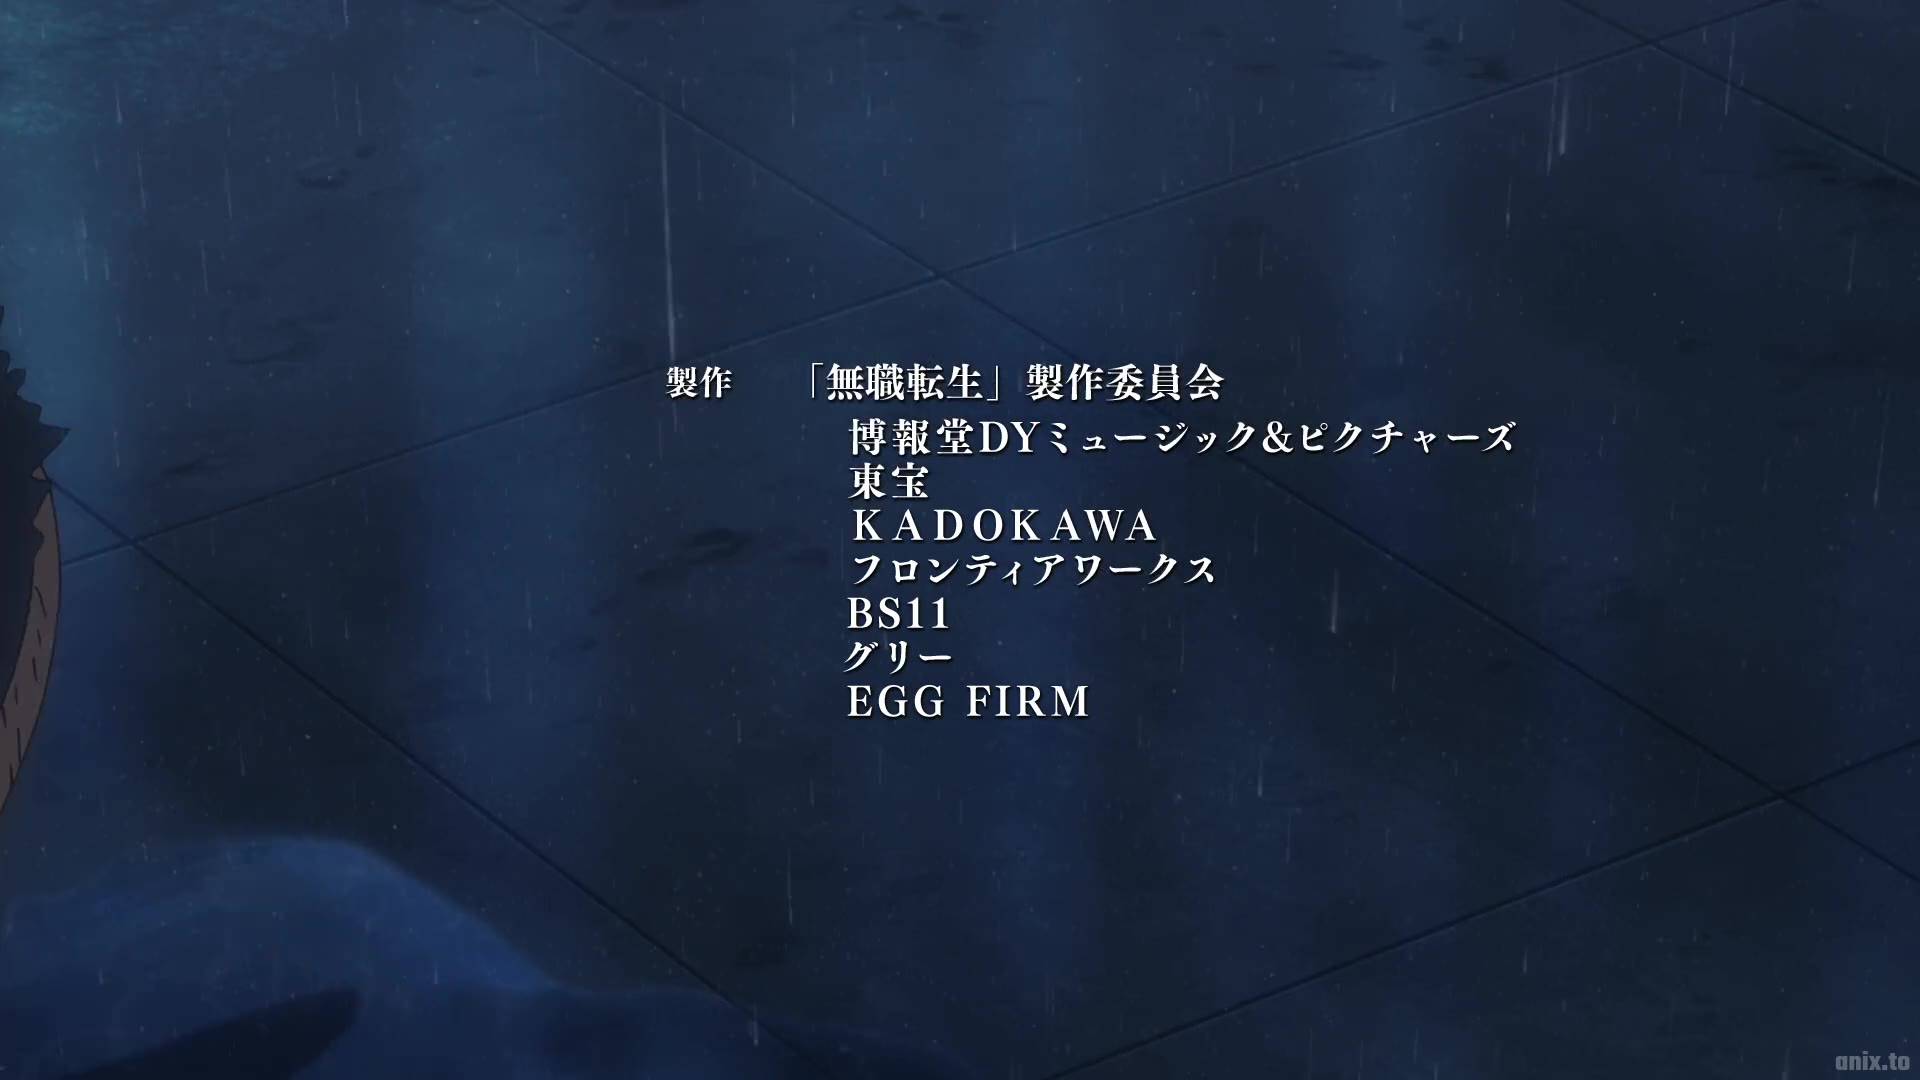 製作 「無職転生」製作委員会
博報堂DYミュージック&ピクチャーズ
東宝
KADOKAWA
フロンティアワークス
BS11
グリー
EGG FIRM
anix.to